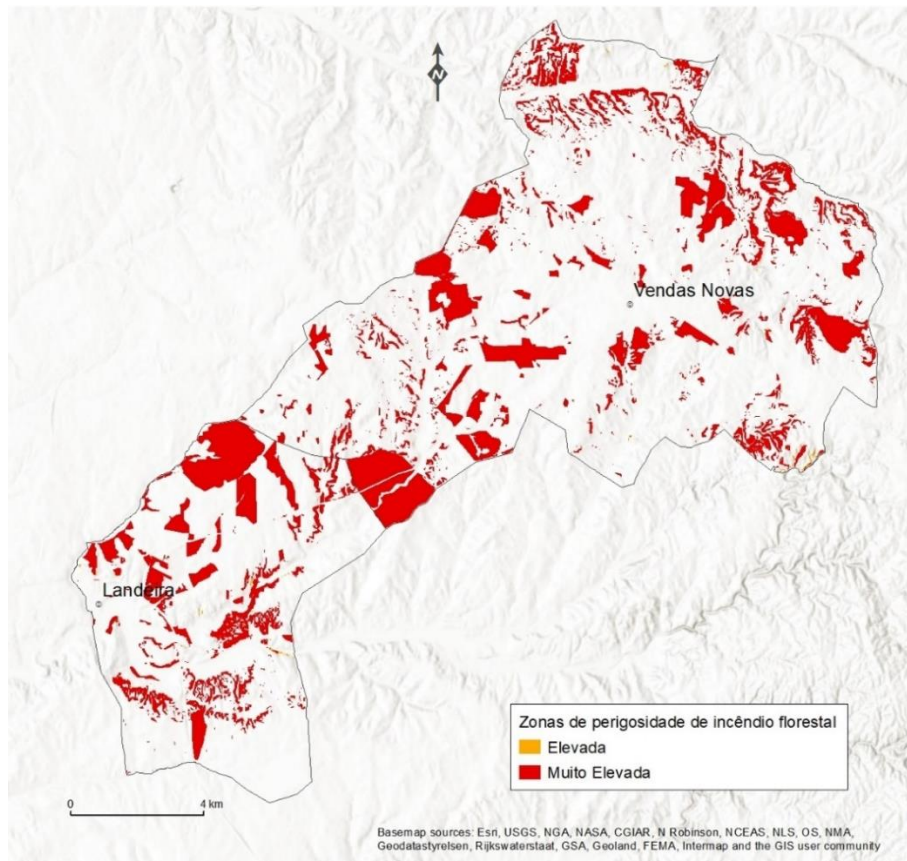 N
Vendas Novas
Landeira
Zonas de perigosidade de incêndio florestal
Elevada
Muito Elevada
0 4 km
Basemap sources: Esri, USGS, NGA, NASA, CGIAR, N Robinson, NCEAS, NLS, OS, NMA,
Geodatastyrelsen, Rijkswaterstaat, GSA, Geoland, FEMA, Intermap and the GIS user community